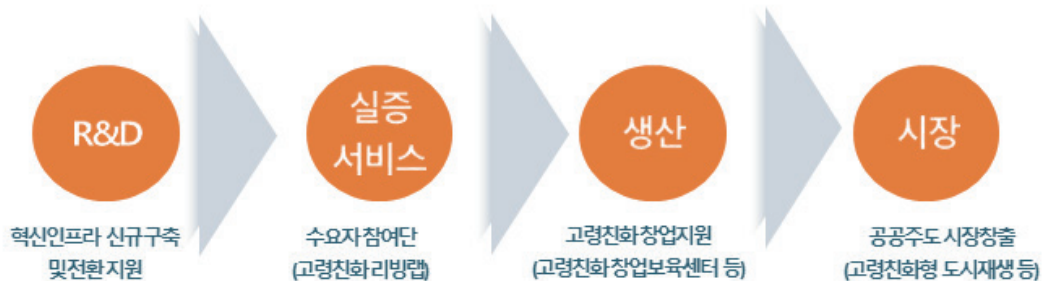 R&D
실증
서비스
생산
시장
혁신인프라 신규구축
및전환 지원
수요자 참여단
(고령친화 리빙랩)
고령친화 창업지원
(고령친화 창업보육센터 등)
공공주도 시장창출
(고령친화형 도시재생 등)